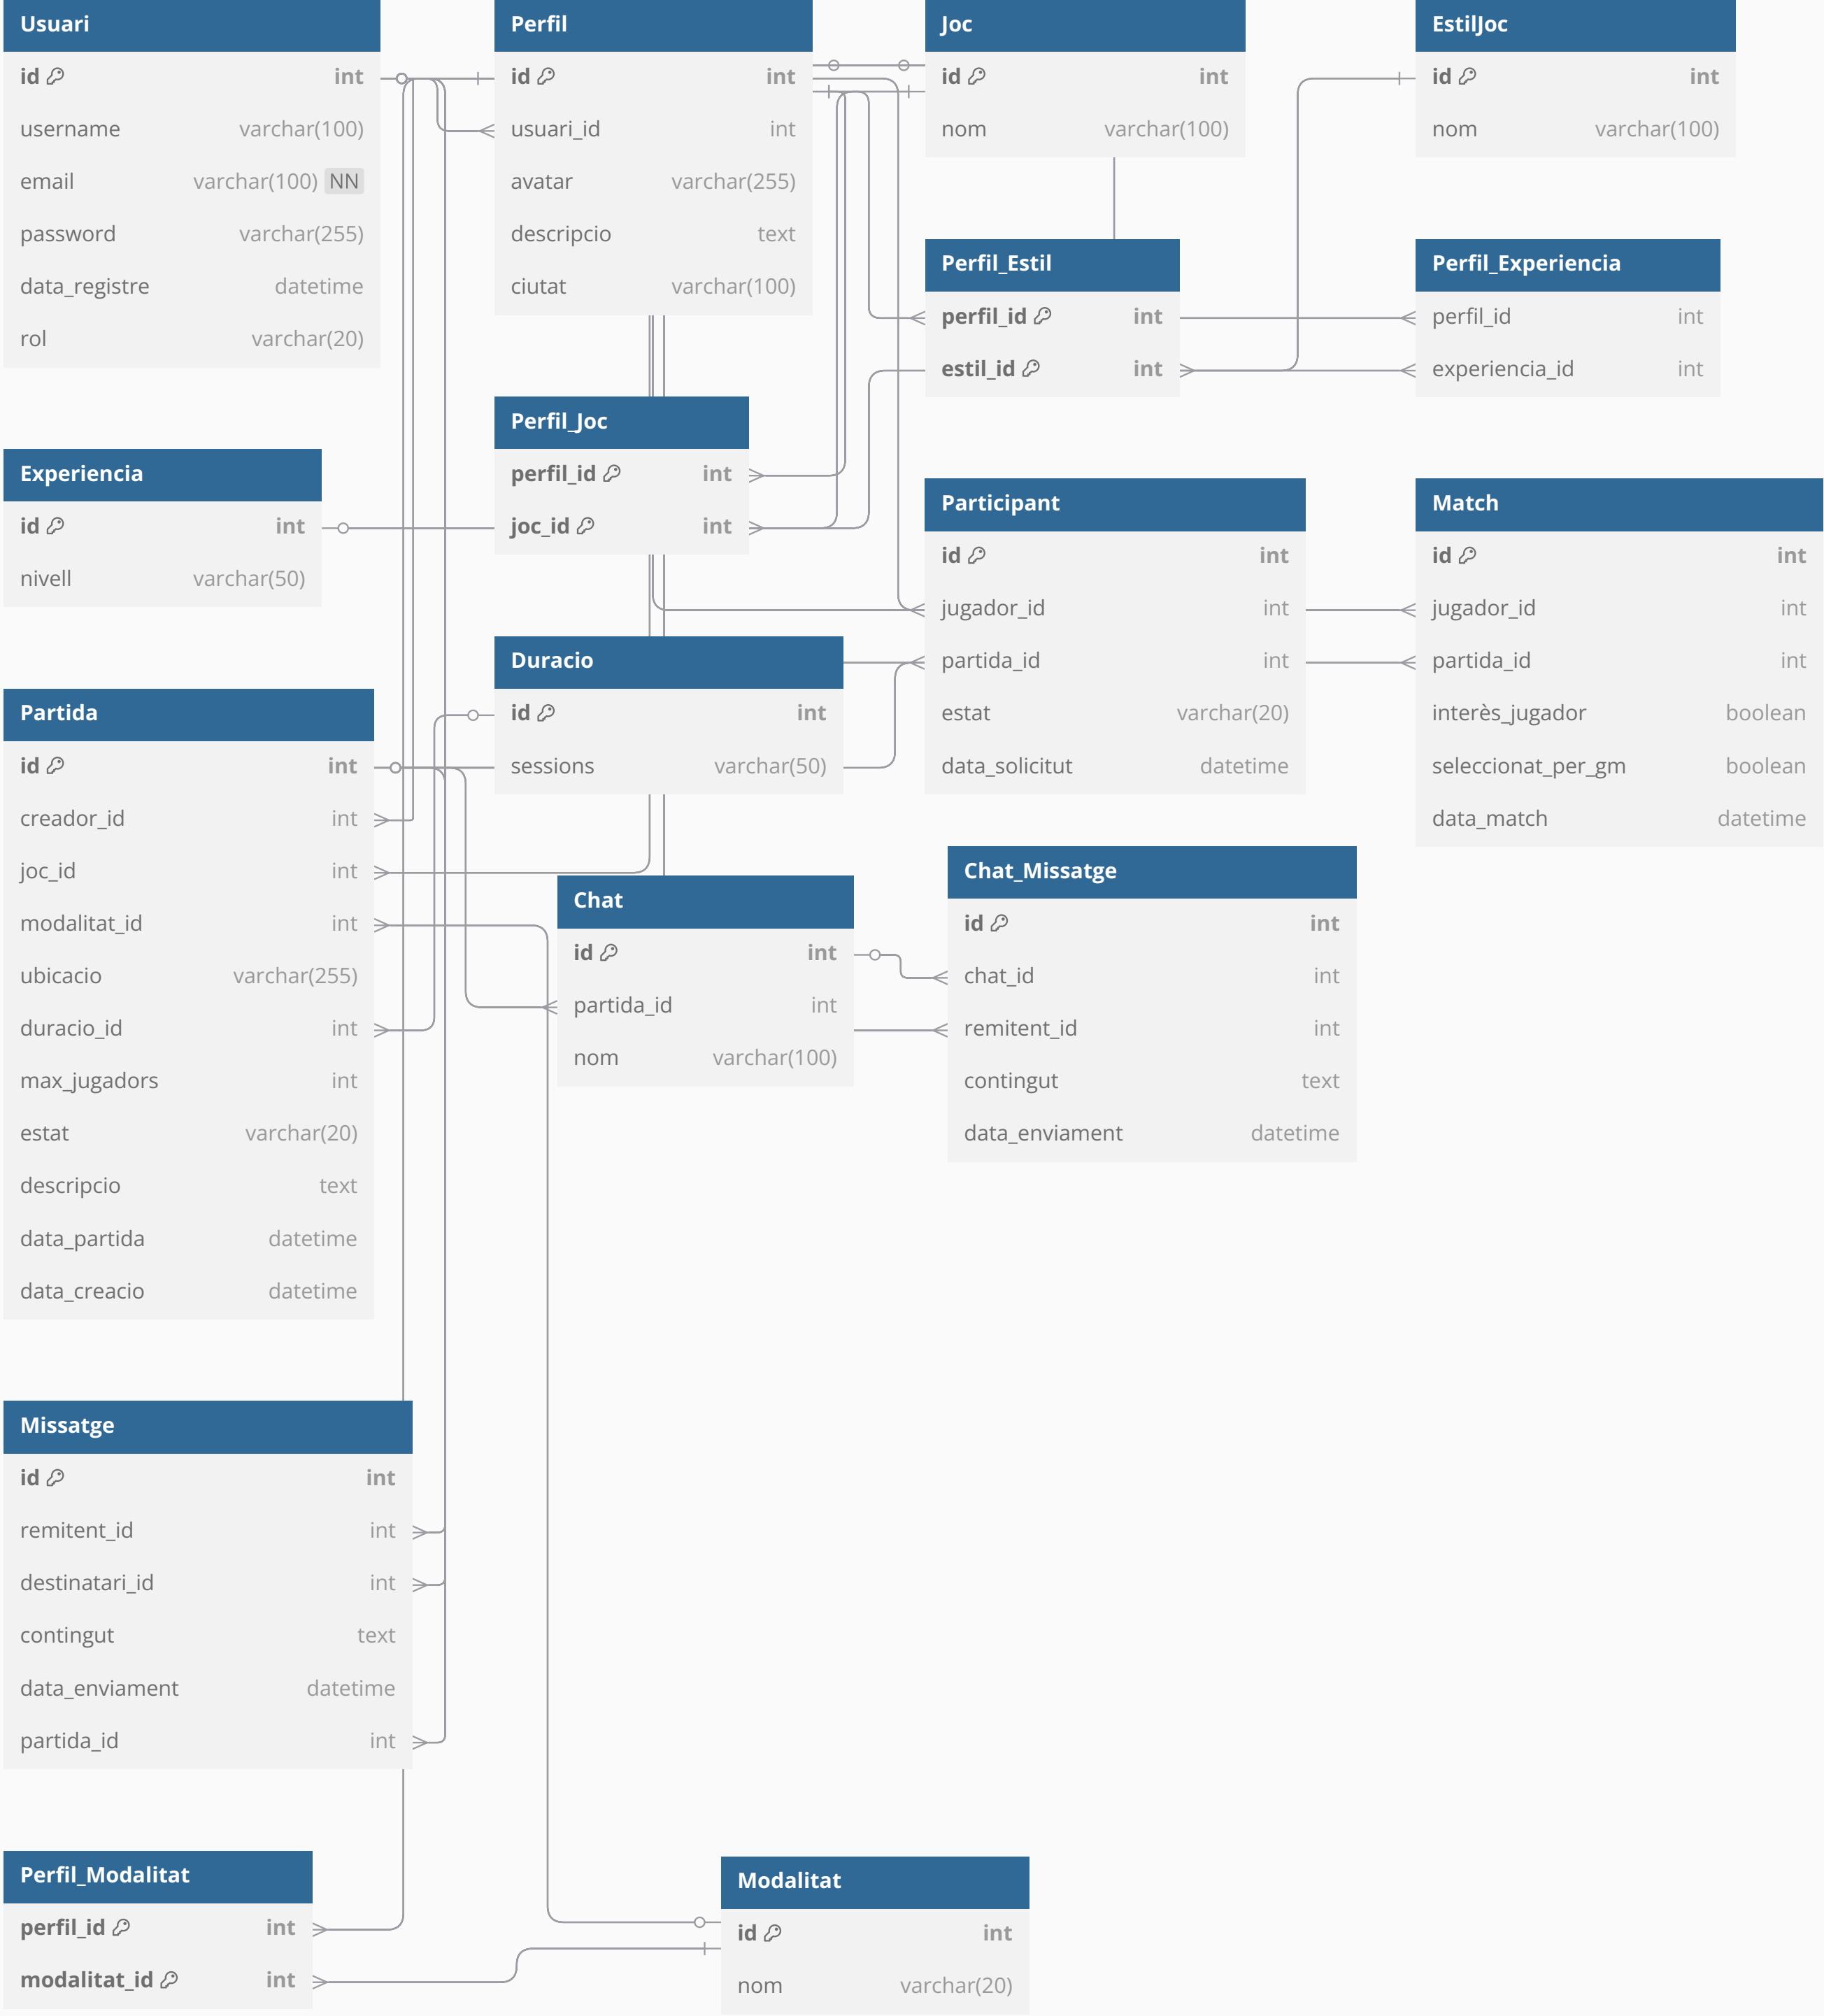 Usuari
id int
username varchar(100)
email varchar(100) NN
password varchar(255)
data_registre datetime
rol varchar(20)
Perfil
id int
usuari_id int
avatar varchar(255)
descripcio text
ciutat varchar(100)
Joc
id int
nom varchar(100)
EstilJoc
id int
nom varchar(100)
Perfil_Estil
perfil_id int
estil_id int
Perfil_Experiencia
perfil_id int
experiencia_id int
Perfil_Joc
perfil_id int
joc_id int
Experiencia
id int
nivell varchar(50)
Participant
id int
jugador_id int
partida_id int
estat varchar(20)
data_solicitut datetime
Match
id int
jugador_id int
partida_id int
interès_jugador boolean
seleccionat_per_gm boolean
data_match datetime
Duracio
id int
sessions varchar(50)
Partida
id int
creador_id int
joc_id int
modalitat_id int
ubicacio varchar(255)
duracio_id int
max_jugadors int
estat varchar(20)
descripcio text
data_partida datetime
data_creacio datetime
Chat
id int
partida_id int
nom varchar(100)
Chat_Missatge
id int
chat_id int
remitent_id int
contingut text
data_enviament datetime
Missatge
id int
remitent_id int
destinatari_id int
contingut text
data_enviament datetime
partida_id int
Perfil_Modalitat
perfil_id int
modalitat_id int
Modalitat
id int
nom varchar(20)